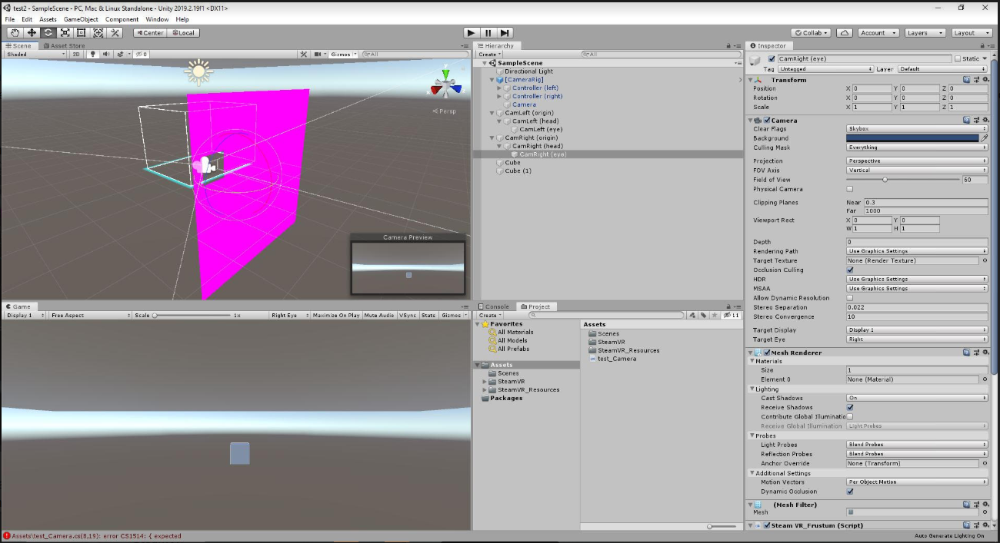 test2 - SampleScene - PC, Mac & Linux Standalone - Unity 2019.2.19f1 <DX11>
File Edit Assets GameObject Component Window Help
Center Local Collab Account Layers Layout
Scene Asset Store
Shaded 2D 0 Gizmos All
Persp
Camera Preview
Hierarchy
Create All
SampleScene
Directional Light
[CameraRig]
Controller (left)
Controller (right)
Camera
CamLeft (origin)
CamLeft (head)
CamLeft (eye)
CamRight (origin)
CamRight (head)
CamRight (eye)
Cube
Cube (1)
Inspector
CamRight (eye) Static
Tag Untagged Layer Default
Transform
Position X 0 Y 0 Z 0
Rotation X 0 Y 0 Z 0
Scale X 1 Y 1 Z 1
Camera
Clear Flags Skybox
Background
Culling Mask Everything
Projection Perspective
FOV Axis Vertical
Field of View 60
Physical Camera
Clipping Planes Near 0.3
Far 1000
Viewport Rect X 0 Y 0
W 1 H 1
Depth 0
Rendering Path Use Graphics Settings
Target Texture None (Render Texture)
Occlusion Culling
HDR Use Graphics Settings
MSAA Use Graphics Settings
Allow Dynamic Resolution
Stereo Separation 0.022
Stereo Convergence 10
Target Display Display 1
Target Eye Right
Mesh Renderer
Materials
Size 1
Element 0 None (Material)
Lighting
Cast Shadows On
Receive Shadows
Contribute Global Illuminatio
Receive Global Illumination Light Probes
Probes
Light Probes Blend Probes
Reflection Probes Blend Probes
Anchor Override None (Transform)
Additional Settings
Motion Vectors Per Object Motion
Dynamic Occlusion
(Mesh Filter)
Mesh
Steam VR_Frustum (Script)
Game
Display 1 Free Aspect Scale 1x Right Eye Maximize On Play Mute Audio VSync Stats Gizmos
Console Project
Create 11
Favorites
All Materials
All Models
All Prefabs
Assets
Scenes
SteamVR
SteamVR_Resources
Packages
Assets
Scenes
SteamVR
SteamVR_Resources
test_Camera
Assets\test_Camera.cs(8,19): error CS1514: { expected
Auto Generate Lighting On